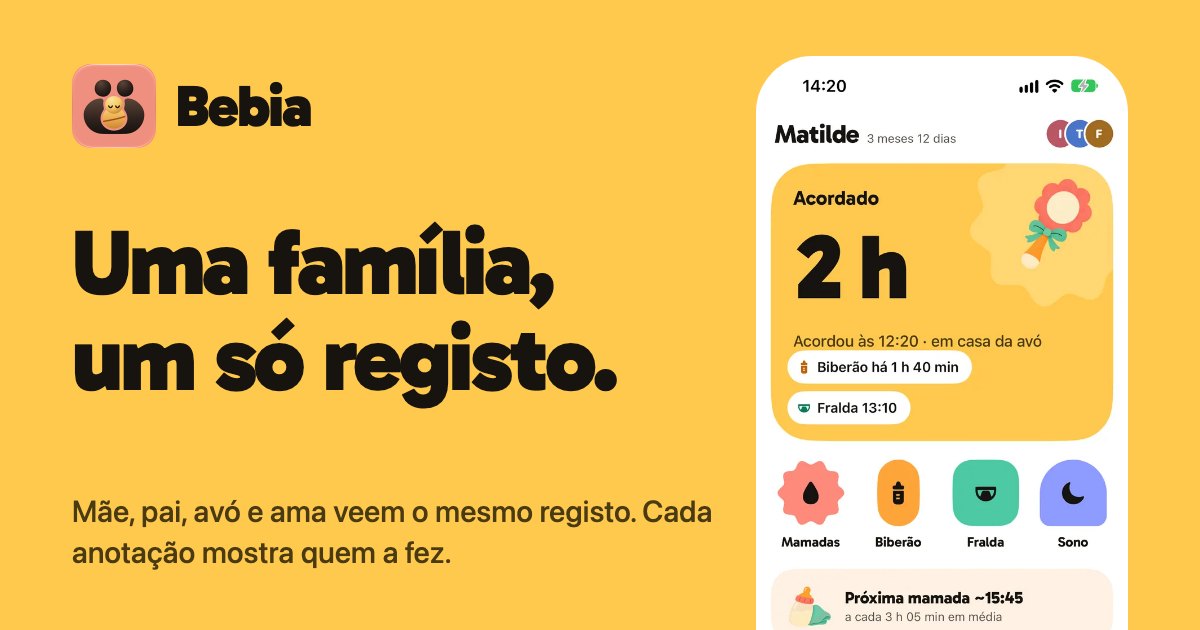 Bebia
Uma família,
um só registo.
Mãe, pai, avó e ama veem o mesmo registo. Cada
anotação mostra quem a fez.
14:20
Matilde 3 meses 12 dias
I T F
Acordado
2 h
Acordou às 12:20 · em casa da avó
Biberão há 1 h 40 min
Fralda 13:10
Mamadas Biberão Fralda Sono
Próxima mamada ~15:45
a cada 3 h 05 min em média